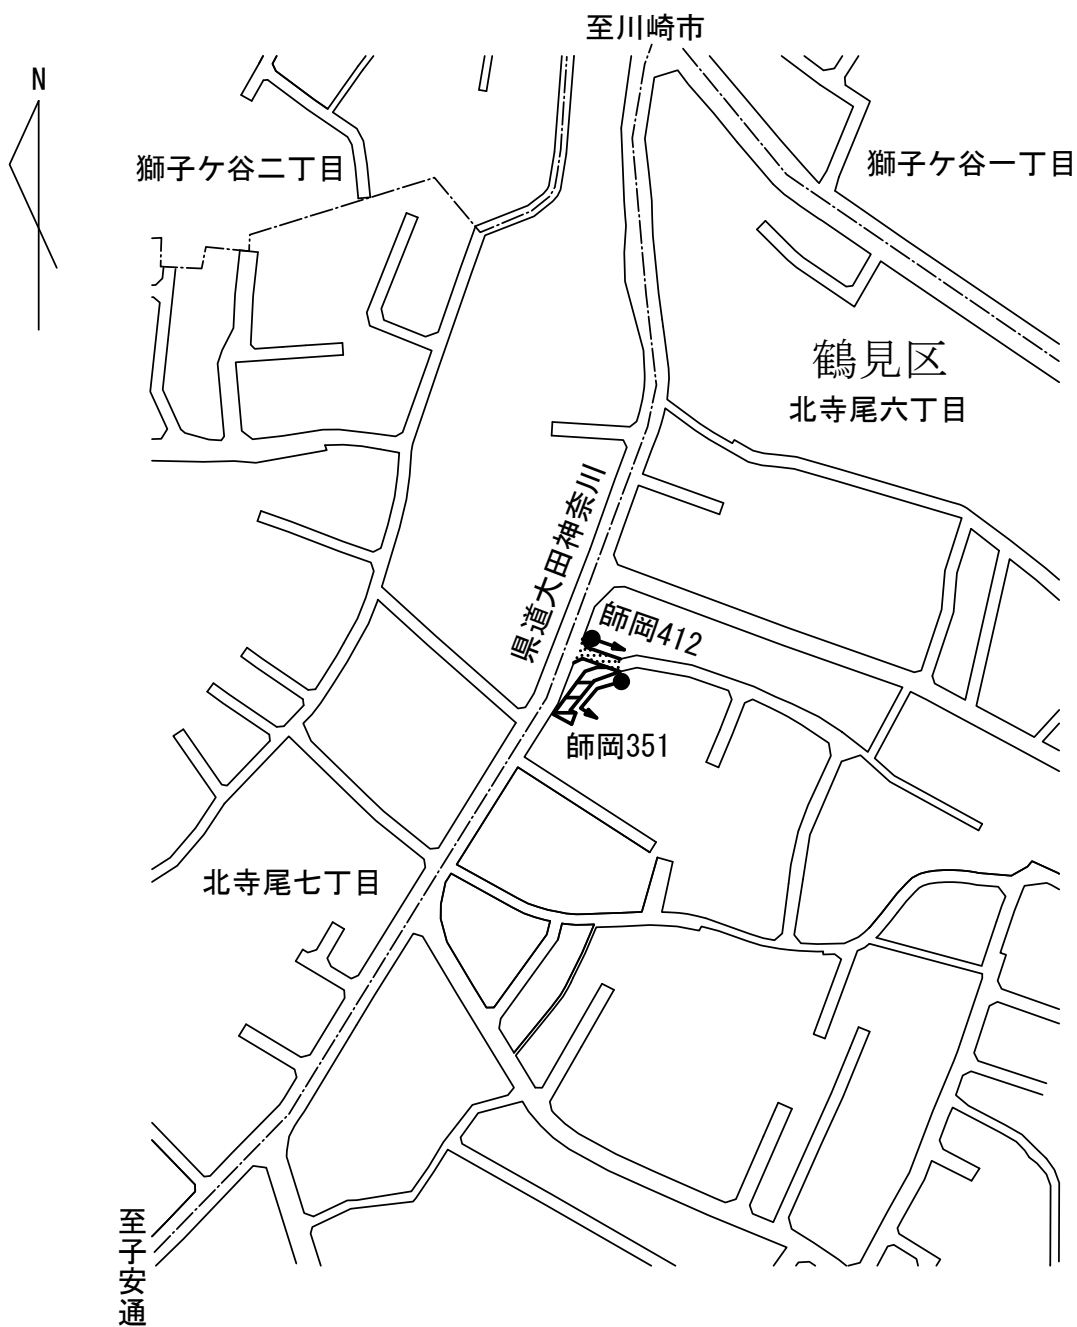 至川崎市
N
獅子ケ谷二丁目
獅子ケ谷一丁目
鶴見区
北寺尾六丁目
県道大田神奈川
師岡412
師岡351
北寺尾七丁目
至子安通